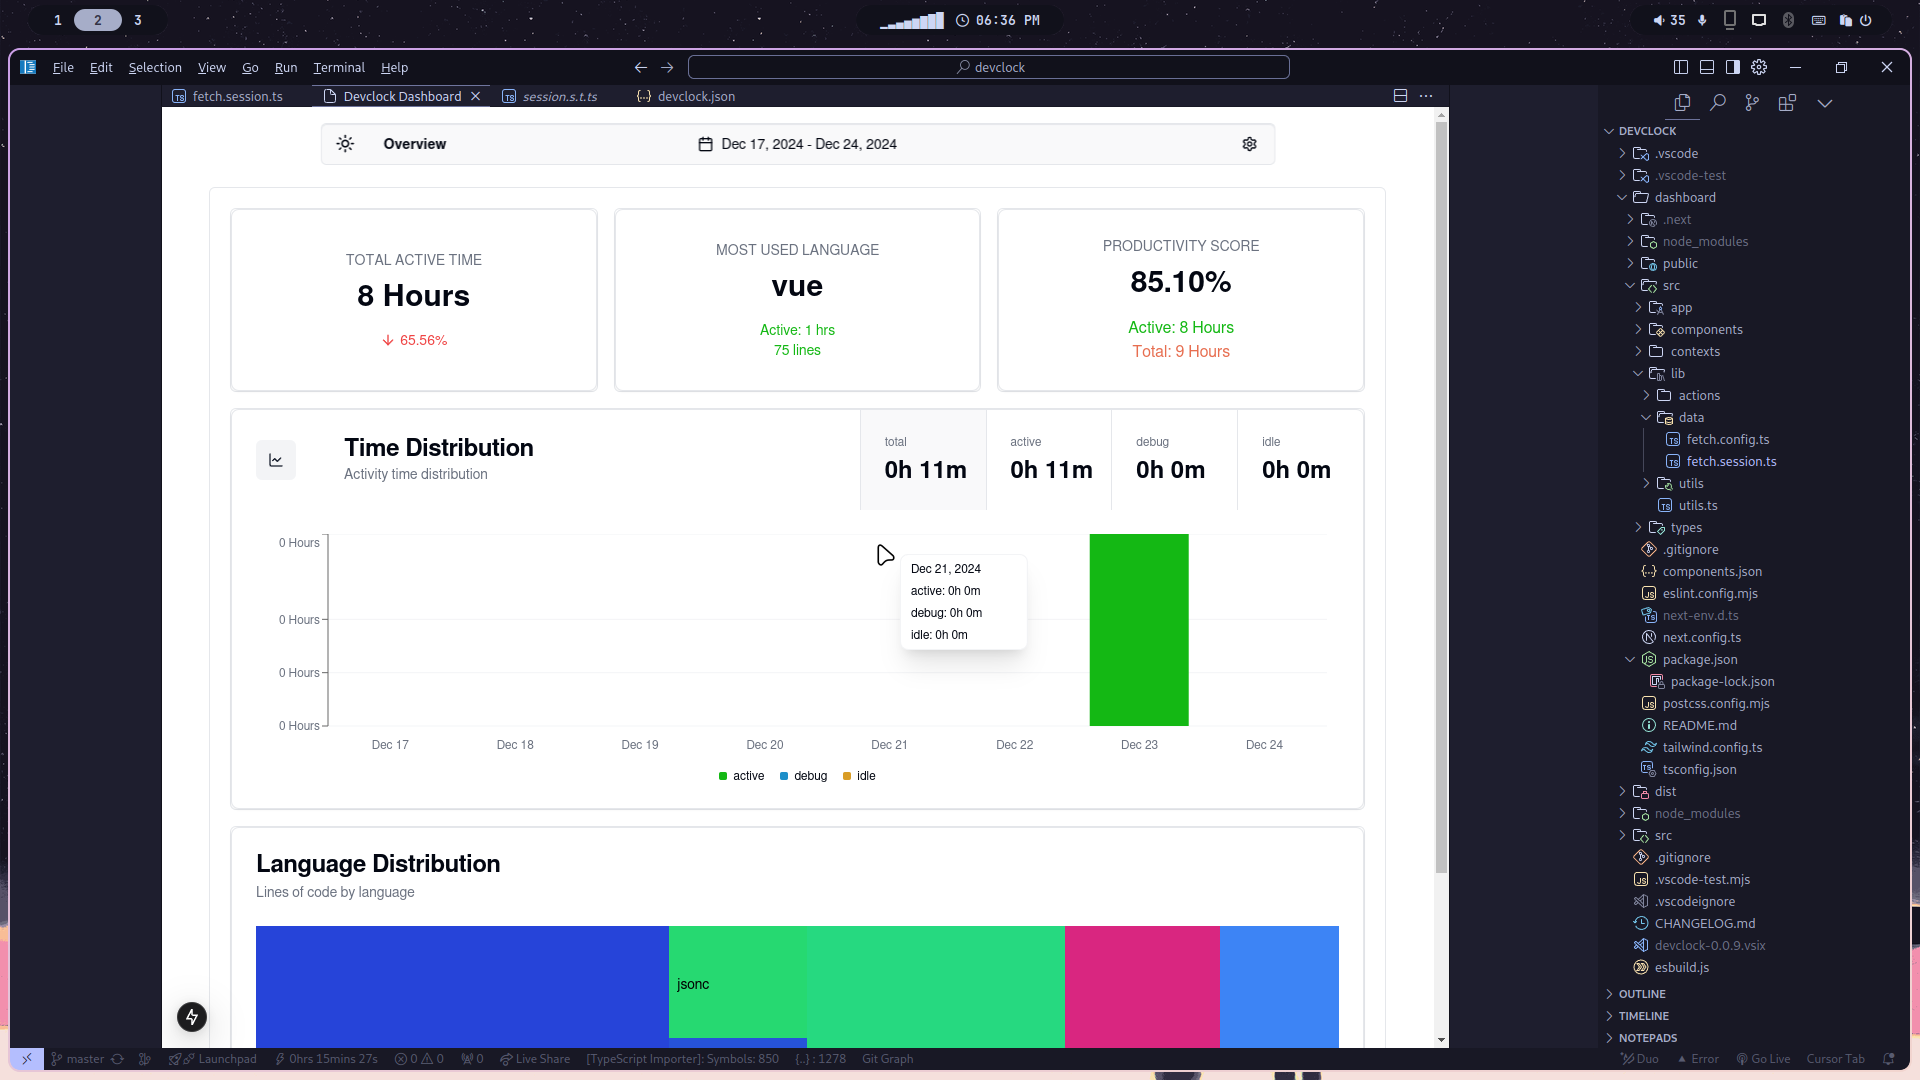 1 2 3
06:36 PM
35
File Edit Selection View Go Run Terminal Help
devclock
fetch.session.ts
Devclock Dashboard
session.s.t.ts
devclock.json
Overview
Dec 17, 2024 - Dec 24, 2024
TOTAL ACTIVE TIME
8 Hours
65.56%
MOST USED LANGUAGE
vue
Active: 1 hrs
75 lines
PRODUCTIVITY SCORE
85.10%
Active: 8 Hours
Total: 9 Hours
Time Distribution
Activity time distribution
total
0h 11m
active
0h 11m
debug
0h 0m
idle
0h 0m
0 Hours
0 Hours
0 Hours
0 Hours
Dec 21, 2024
active: 0h 0m
debug: 0h 0m
idle: 0h 0m
Dec 17 Dec 18 Dec 19 Dec 20 Dec 21 Dec 22 Dec 23 Dec 24
active debug idle
Language Distribution
Lines of code by language
jsonc
DEVCLOCK
.vscode
.vscode-test
dashboard
.next
node_modules
public
src
app
components
contexts
lib
actions
data
fetch.config.ts
fetch.session.ts
utils
utils.ts
types
.gitignore
components.json
eslint.config.mjs
next-env.d.ts
next.config.ts
package.json
package-lock.json
postcss.config.mjs
README.md
tailwind.config.ts
tsconfig.json
dist
node_modules
src
.gitignore
.vscode-test.mjs
.vscodeignore
CHANGELOG.md
devclock-0.0.9.vsix
esbuild.js
OUTLINE
TIMELINE
NOTEPADS
master
Launchpad
0hrs 15mins 27s
0 0
0
Live Share
[TypeScript Importer]: Symbols: 850
{..} : 1278
Git Graph
Duo
Error
Go Live
Cursor Tab